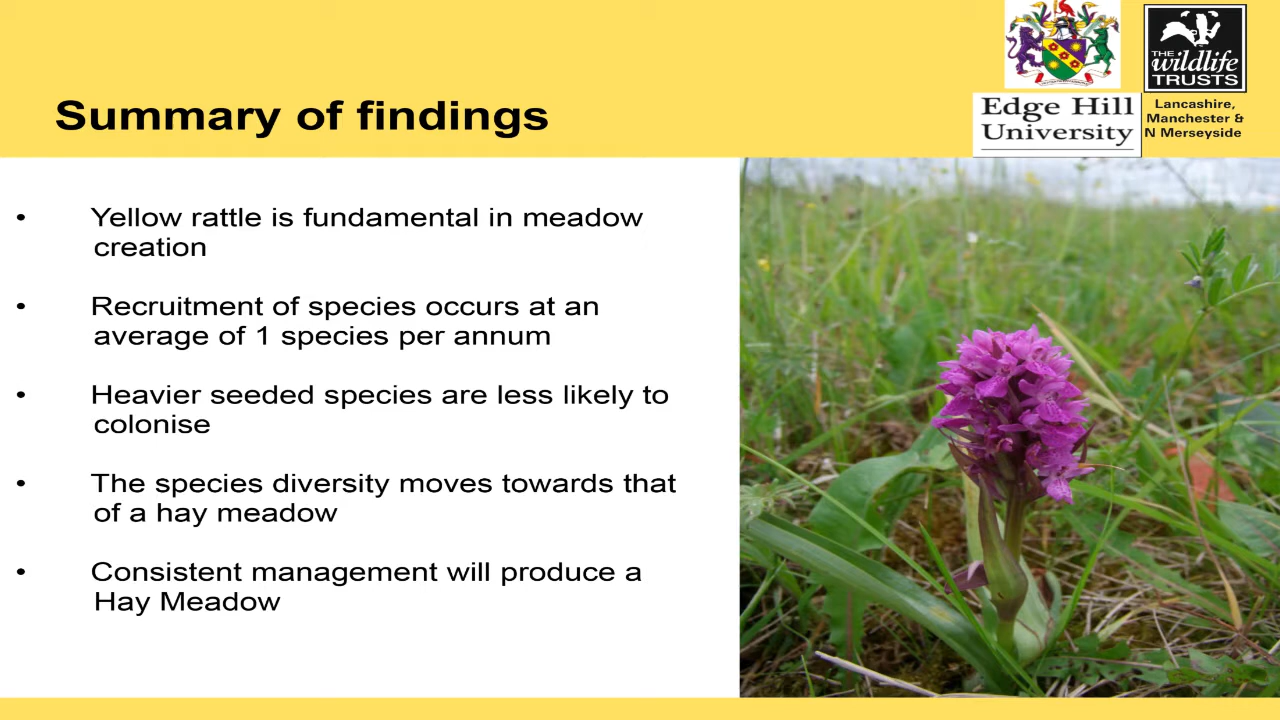 Summary of findings
Edge Hill
University
THE
wildlife
TRUSTS
Lancashire,
Manchester &
N Merseyside
• Yellow rattle is fundamental in meadow
creation
• Recruitment of species occurs at an
average of 1 species per annum
• Heavier seeded species are less likely to
colonise
• The species diversity moves towards that
of a hay meadow
• Consistent management will produce a
Hay Meadow